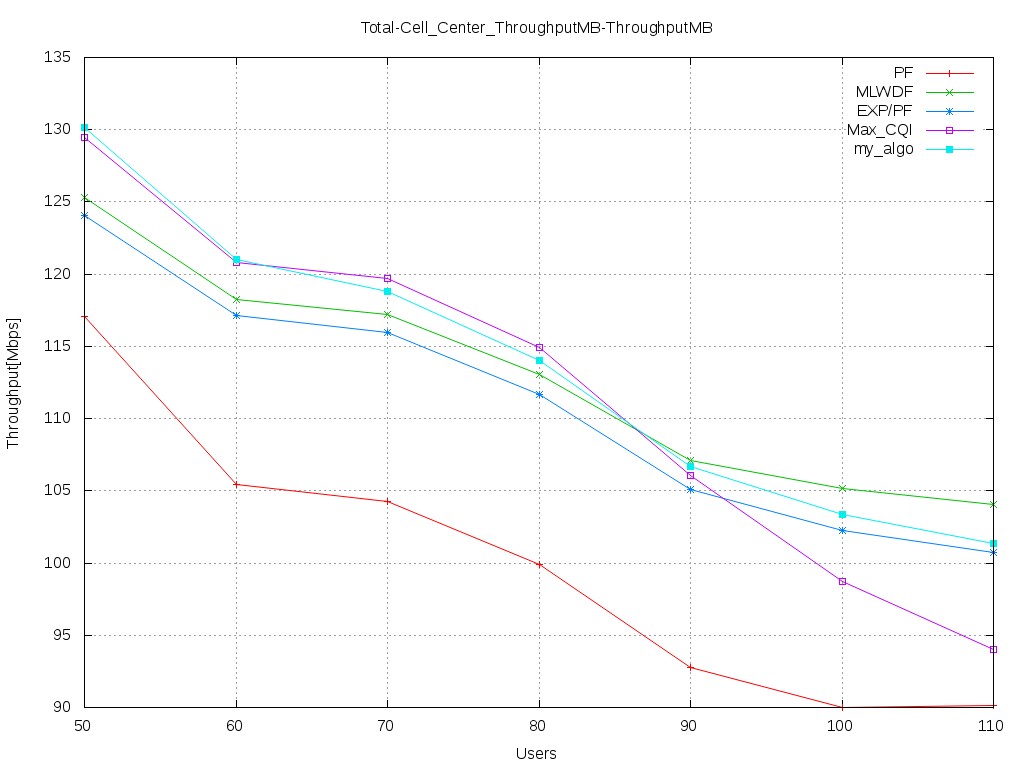 Total-Cell_Center_ThroughputMB-ThroughputMB
135
130
125
120
115
110
105
100
95
90
Throughput[Mbps]
PF
MLWDF
EXP/PF
Max_CQI
my_algo
50 60 70 80 90 100 110
Users